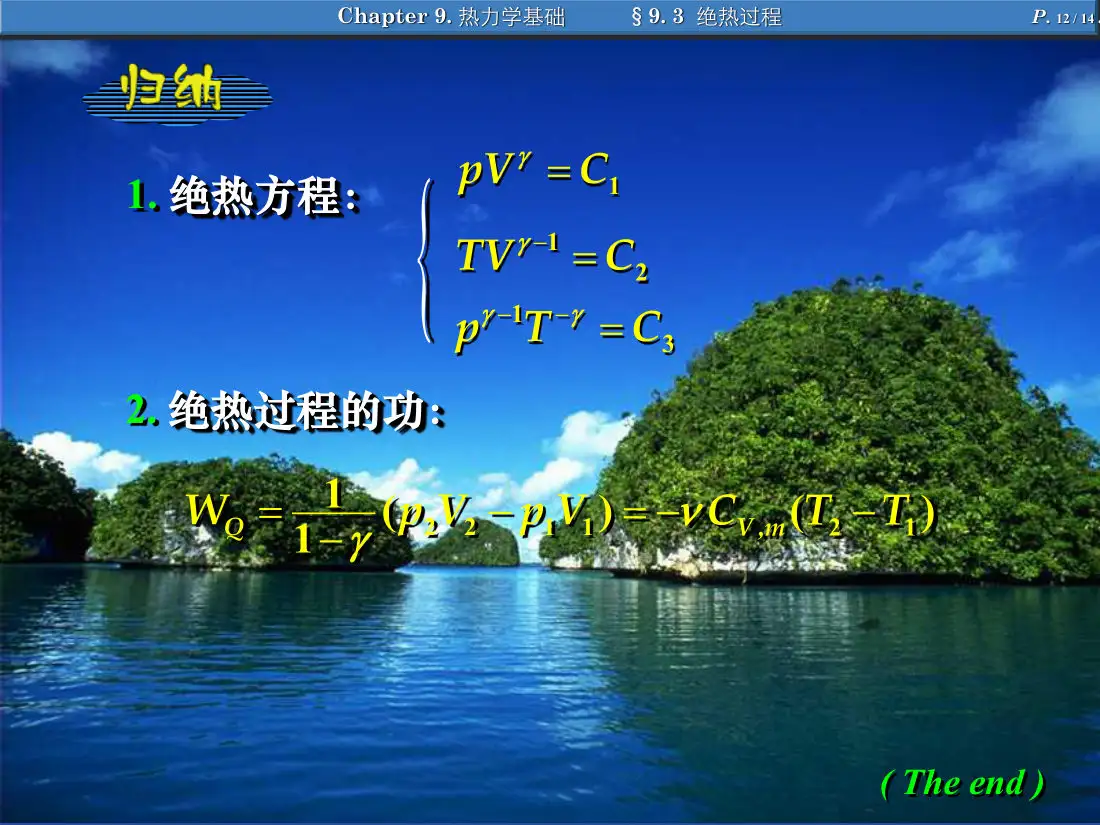 Chapter 9. 热力学基础 § 9. 3 绝热过程 P. 12 / 14 .
归纳
1. 绝热方程:
pV^γ = C₁
TV^(γ−1) = C₂
p^(γ−1)T^(−γ) = C₃
2. 绝热过程的功:
W_Q = 1/(1−γ) (p₂V₂ − p₁V₁) = −νC_V,m(T₂ − T₁)
( The end )